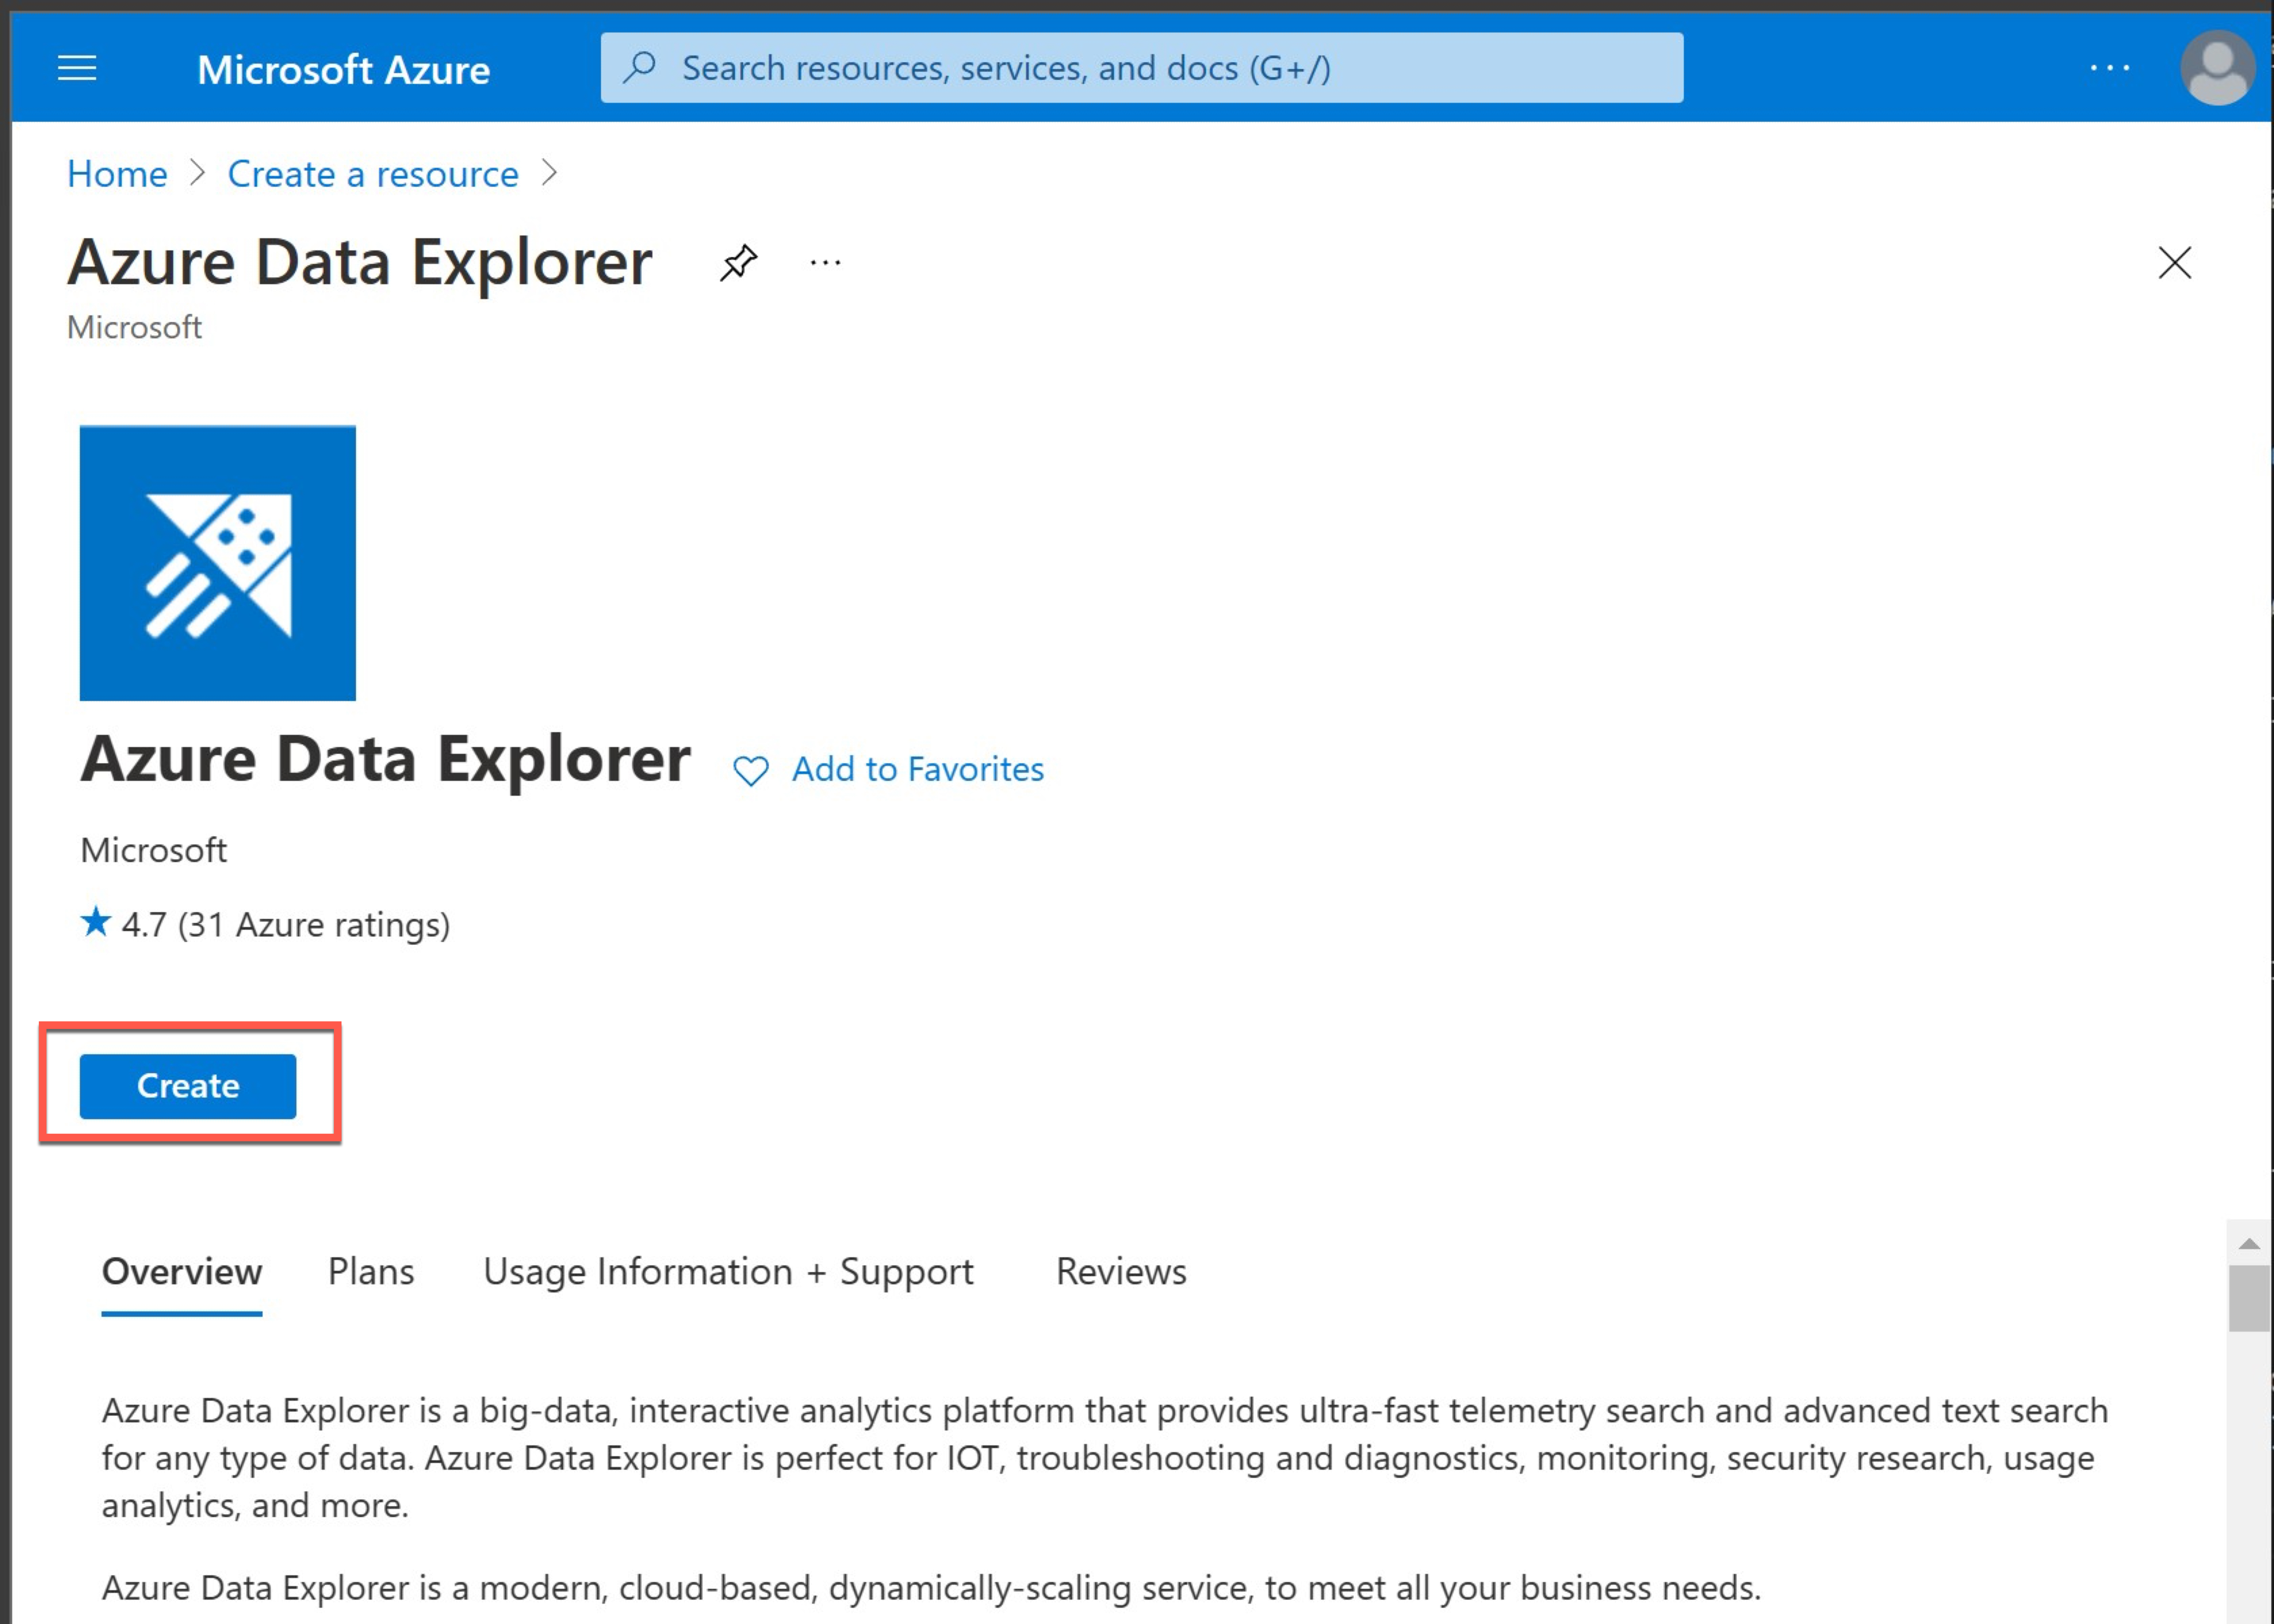 Microsoft Azure
Search resources, services, and docs (G+/)
Home > Create a resource >
Azure Data Explorer
Microsoft
Azure Data Explorer
Add to Favorites
Microsoft
4.7 (31 Azure ratings)
Create
Overview Plans Usage Information + Support Reviews
Azure Data Explorer is a big-data, interactive analytics platform that provides ultra-fast telemetry search and advanced text search
for any type of data. Azure Data Explorer is perfect for IOT, troubleshooting and diagnostics, monitoring, security research, usage
analytics, and more.
Azure Data Explorer is a modern, cloud-based, dynamically-scaling service, to meet all your business needs.